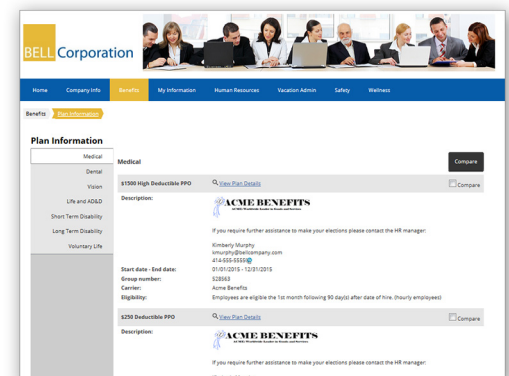 BELL Corporation
Home Company Info Benefits My Information Human Resources Vacation Admin Safety Wellness
Benefits Plan Information
Plan Information
Medical
Dental
Vision
Life and AD&D
Short Term Disability
Long Term Disability
Voluntary Life
Medical Compare
$1500 High Deductible PPO View Plan Details Compare
Description: ACME BENEFITS
If you require further assistance to make your elections please contact the HR manager:
Kimberly Murphy
kmurphy@bellcompany.com
414-555-5555
Start date - End date: 01/01/2015 - 12/31/2015
Group number: 528563
Carrier: Acme Benefits
Eligibility: Employees are eligible the 1st month following 90 day(s) after date of hire. (hourly employees)
$250 Deductible PPO View Plan Details Compare
Description: ACME BENEFITS
If you require further assistance to make your elections please contact the HR manager: